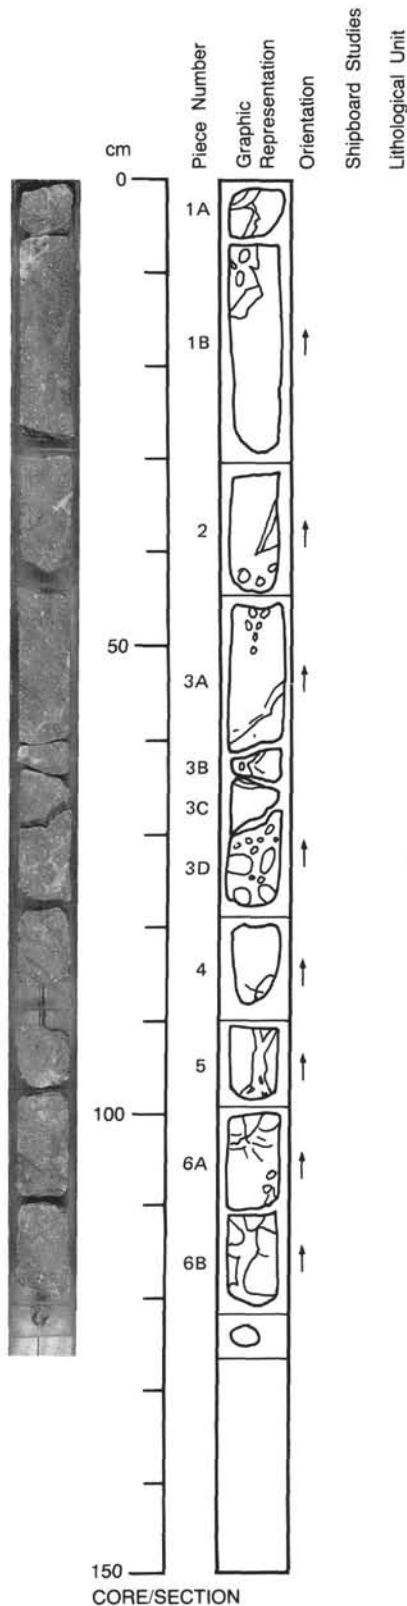 cm
Piece Number
Graphic
Representation
Orientation
Shipboard Studies
Lithological Unit
0
1A
1B
2
50
3A
3B
3C
3D
4
5
100
6A
6B
150
CORE/SECTION